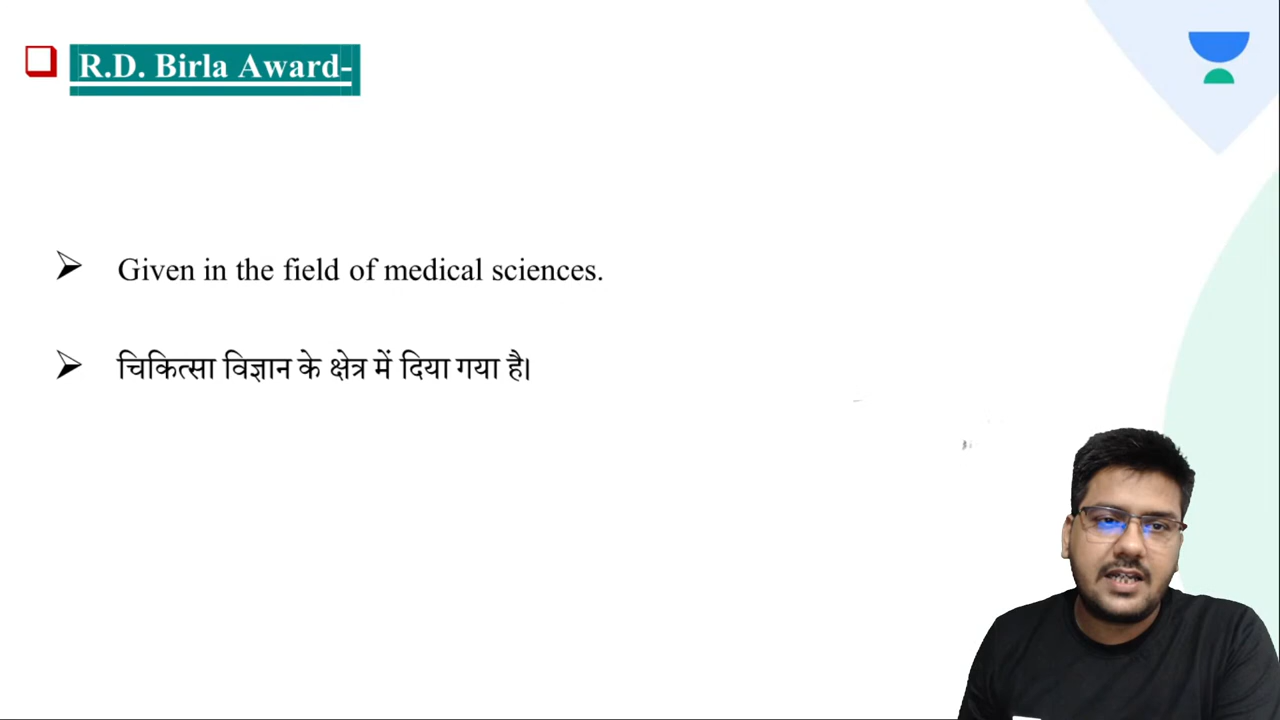 R.D. Birla Award-
Given in the field of medical sciences.
चिकित्सा विज्ञान के क्षेत्र में दिया गया है।